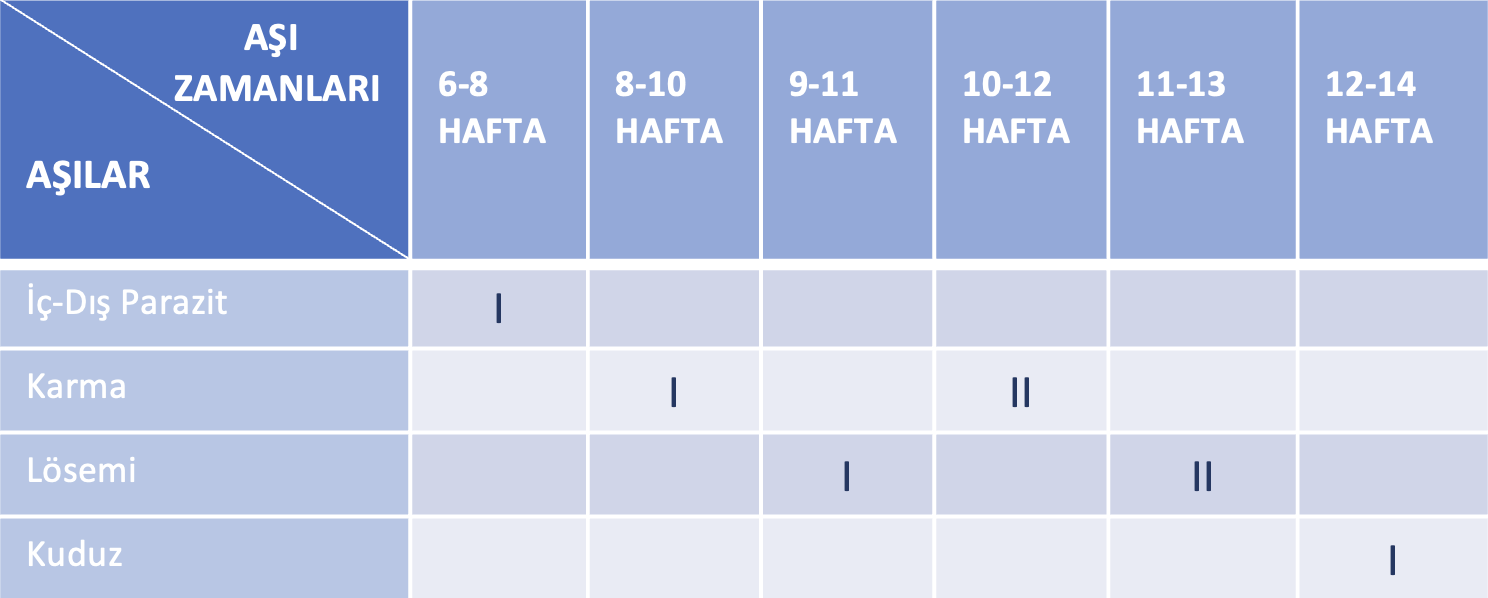 AŞI
ZAMANLARI
AŞILAR
6-8
HAFTA
8-10
HAFTA
9-11
HAFTA
10-12
HAFTA
11-13
HAFTA
12-14
HAFTA
İç-Dış Parazit I
Karma I II
Lösemi I II
Kuduz I